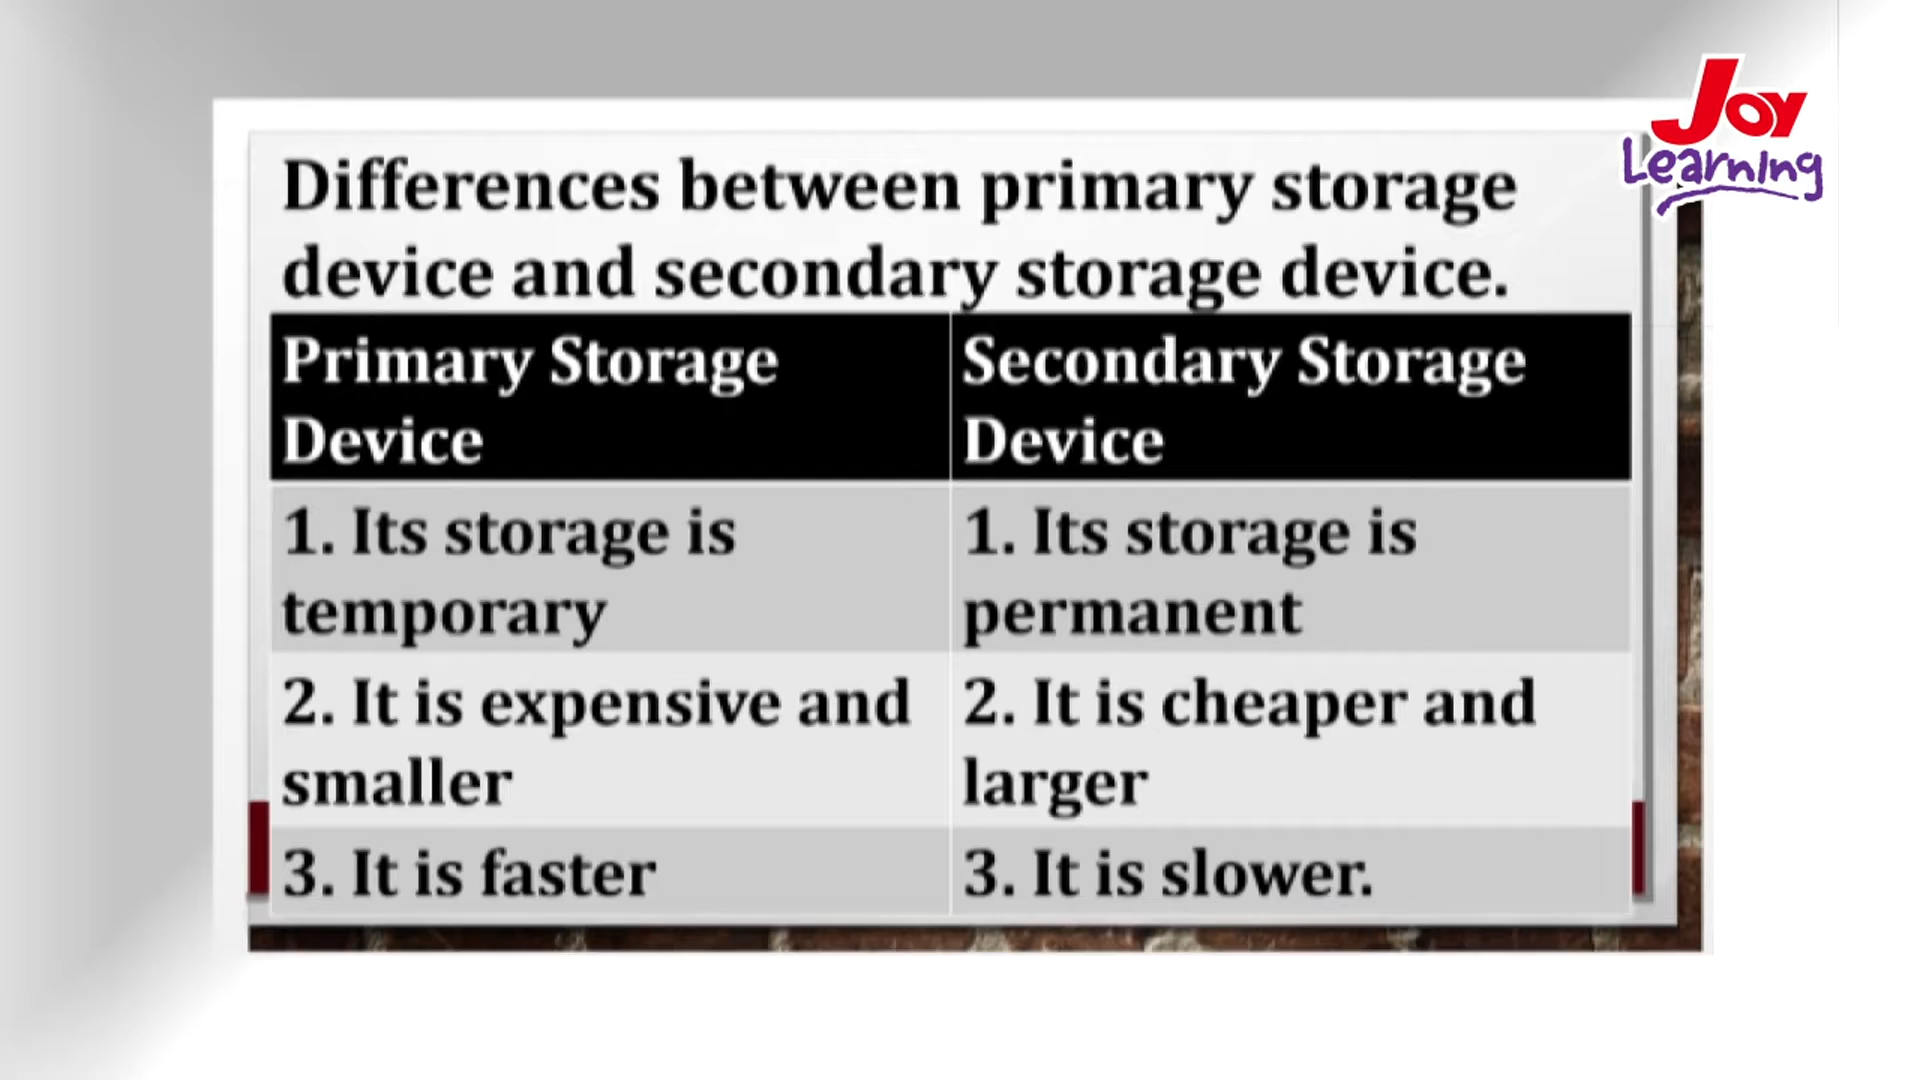 Joy
Learning
Differences between primary storage
device and secondary storage device.
Primary Storage
Device
Secondary Storage
Device
1. Its storage is
temporary
1. Its storage is
permanent
2. It is expensive and
smaller
2. It is cheaper and
larger
3. It is faster
3. It is slower.